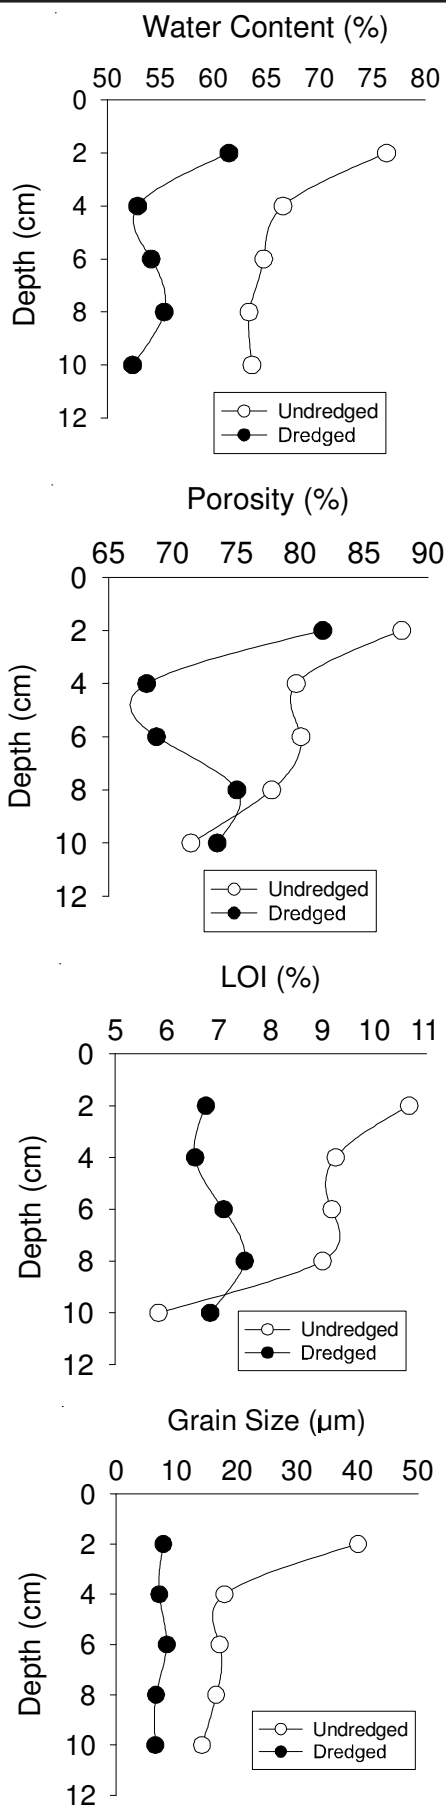 Water Content (%)
50 55 60 65 70 75 80
0
2
4
6
8
10
12
Depth (cm)
Undredged
Dredged
Porosity (%)
65 70 75 80 85 90
0
2
4
6
8
10
12
Depth (cm)
Undredged
Dredged
LOI (%)
5 6 7 8 9 10 11
0
2
4
6
8
10
12
Depth (cm)
Undredged
Dredged
Grain Size (µm)
0 10 20 30 40 50
0
2
4
6
8
10
12
Depth (cm)
Undredged
Dredged